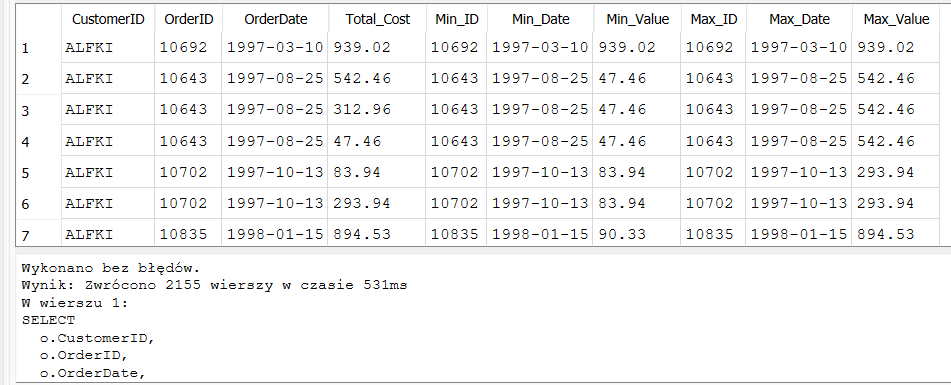 CustomerID OrderID OrderDate Total_Cost Min_ID Min_Date Min_Value Max_ID Max_Date Max_Value
1 ALFKI 10692 1997-03-10 939.02 10692 1997-03-10 939.02 10692 1997-03-10 939.02
2 ALFKI 10643 1997-08-25 542.46 10643 1997-08-25 47.46 10643 1997-08-25 542.46
3 ALFKI 10643 1997-08-25 312.96 10643 1997-08-25 47.46 10643 1997-08-25 542.46
4 ALFKI 10643 1997-08-25 47.46 10643 1997-08-25 47.46 10643 1997-08-25 542.46
5 ALFKI 10702 1997-10-13 83.94 10702 1997-10-13 83.94 10702 1997-10-13 293.94
6 ALFKI 10702 1997-10-13 293.94 10702 1997-10-13 83.94 10702 1997-10-13 293.94
7 ALFKI 10835 1998-01-15 894.53 10835 1998-01-15 90.33 10835 1998-01-15 894.53
Wykonano bez błędów.
Wynik: Zwrócono 2155 wierszy w czasie 531ms
W wierszu 1:
SELECT
o.CustomerID,
o.OrderID,
o.OrderDate,